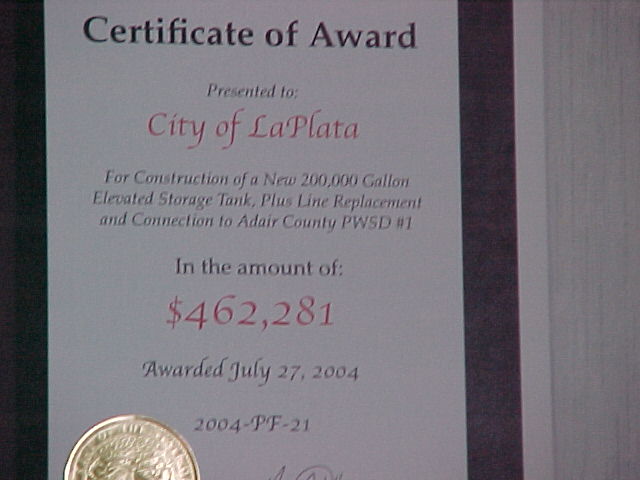 Certificate of Award
Presented to:
City of LaPlata
For Construction of a New 200,000 Gallon
Elevated Storage Tank, Plus Line Replacement
and Connection to Adair County PWSD #1
In the amount of:
$462,281
Awarded July 27, 2004
2004-PF-21